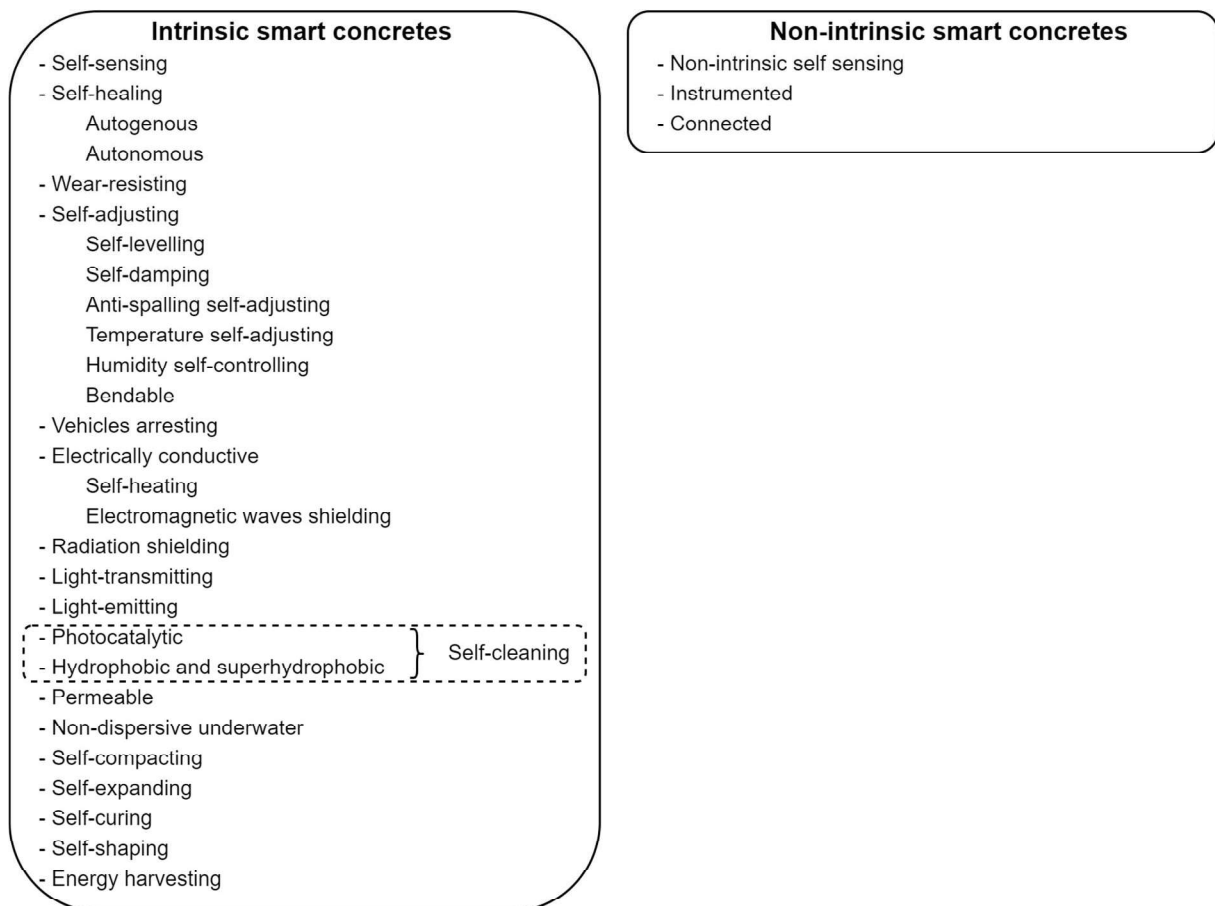 Intrinsic smart concretes
- Self-sensing
- Self-healing
Autogenous
Autonomous
- Wear-resisting
- Self-adjusting
Self-levelling
Self-damping
Anti-spalling self-adjusting
Temperature self-adjusting
Humidity self-controlling
Bendable
- Vehicles arresting
- Electrically conductive
Self-heating
Electromagnetic waves shielding
- Radiation shielding
- Light-transmitting
- Light-emitting
- Photocatalytic
- Hydrophobic and superhydrophobic
Self-cleaning
- Permeable
- Non-dispersive underwater
- Self-compacting
- Self-expanding
- Self-curing
- Self-shaping
- Energy harvesting
Non-intrinsic smart concretes
- Non-intrinsic self sensing
- Instrumented
- Connected